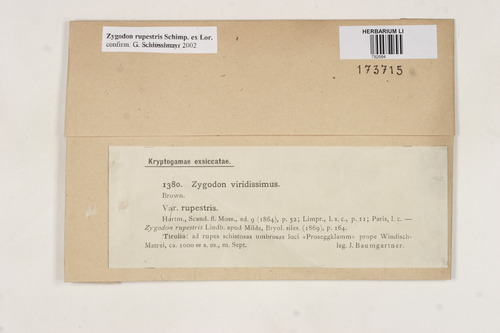 Zygodon rupestris Schimp. ex Lor.
confirm. G. Schlüsslmayr 2002
HERBARIUM LI
173715
Kryptogamae exsiccatae.
1380. Zygodon viridissimus.
Brown.
Var. rupestris.
Hartm., Scand. fl. Moss., ed. 9 (1864), p. 52; Limpr., l. s. c., p. 11; Paris, l. c. —
Zygodon rupestris Lindb. apud Milde, Bryol. siles. (1869), p. 164.
Tirolia: ad rupes schistosas umbrosas loci «Proseggklamm» prope Windisch-
Matrei, ca. 1000 m s. m., m. Sept.
leg. J. Baumgartner.